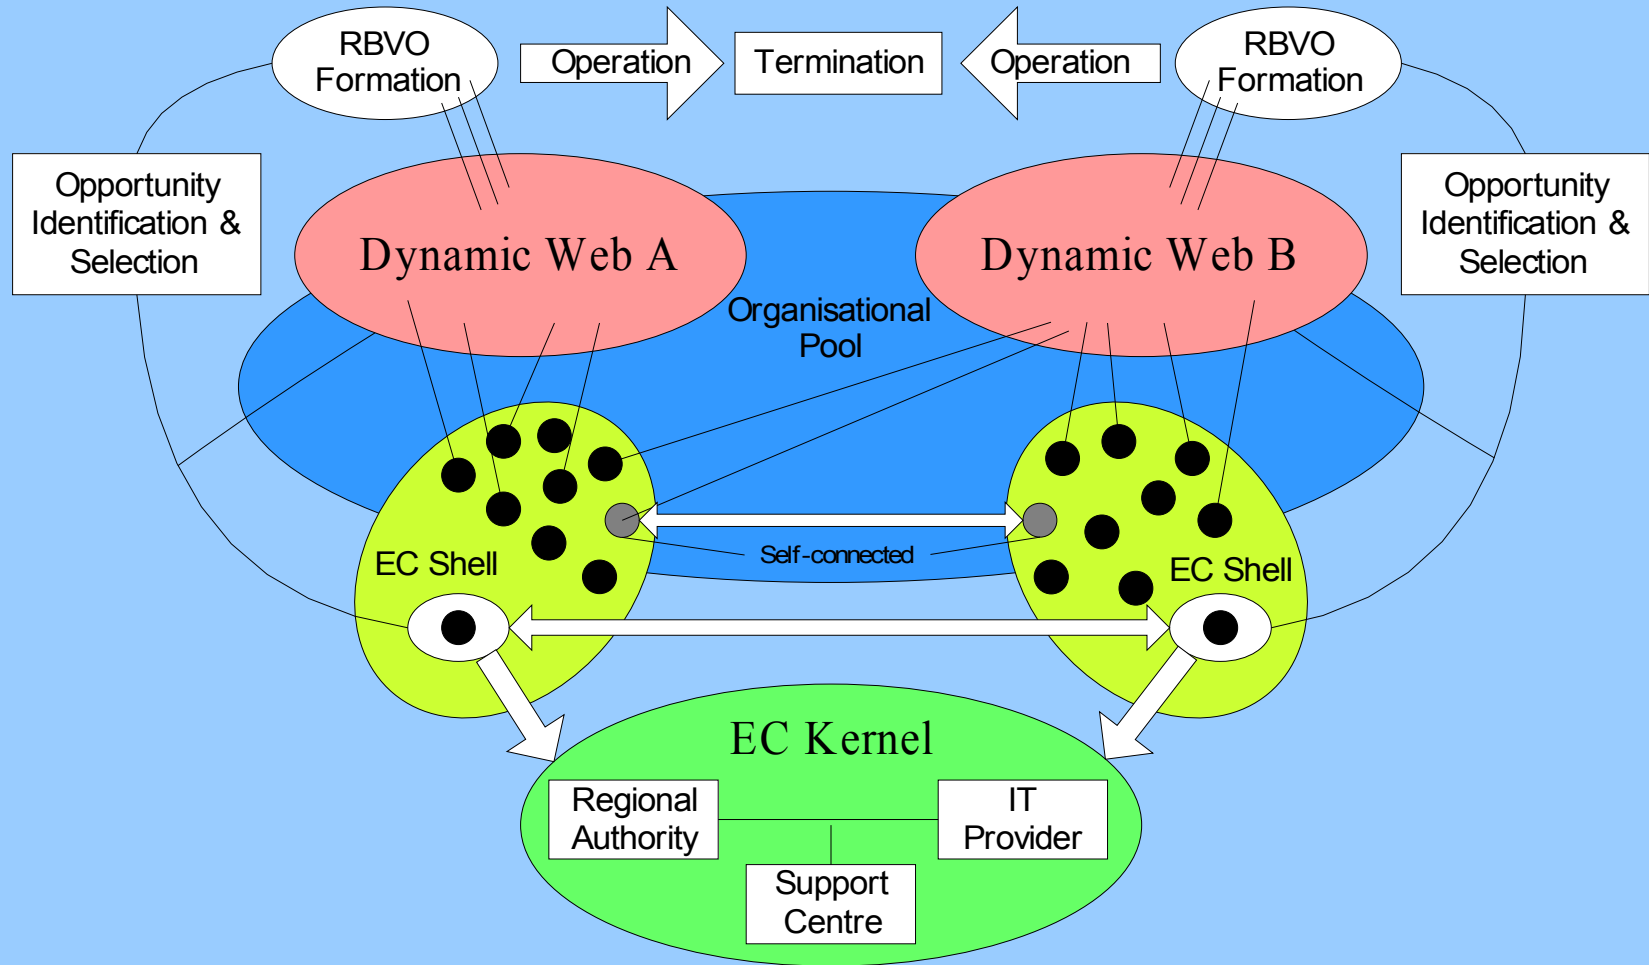 RBVO
Formation
Operation
Termination
Operation
RBVO
Formation
Opportunity
Identification &
Selection
Opportunity
Identification &
Selection
Dynamic Web A
Dynamic Web B
Organisational
Pool
Self-connected
EC Shell
EC Shell
EC Kernel
Regional
Authority
IT
Provider
Support
Centre